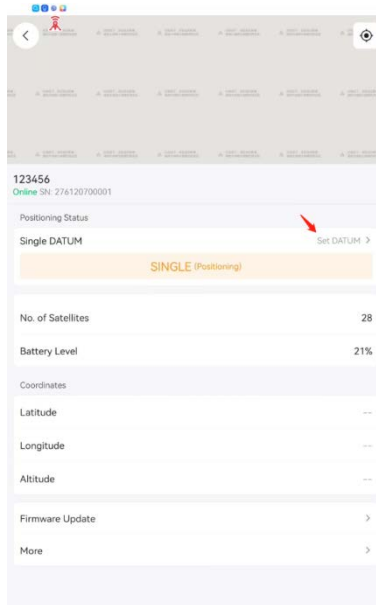 123456
Online SN: 276120700001
Positioning Status
Single DATUM Set DATUM >
SINGLE (Positioning)
No. of Satellites 28
Battery Level 21%
Coordinates
Latitude --
Longitude --
Altitude --
Firmware Update >
More >